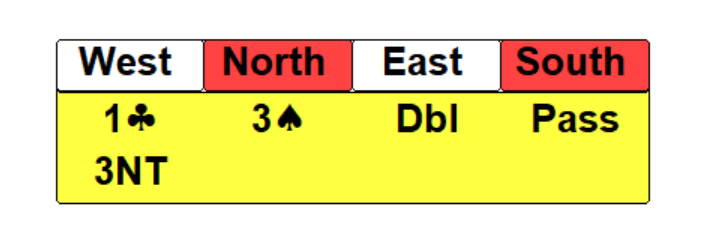 West North East South
1♣ 3♠ Dbl Pass
3NT